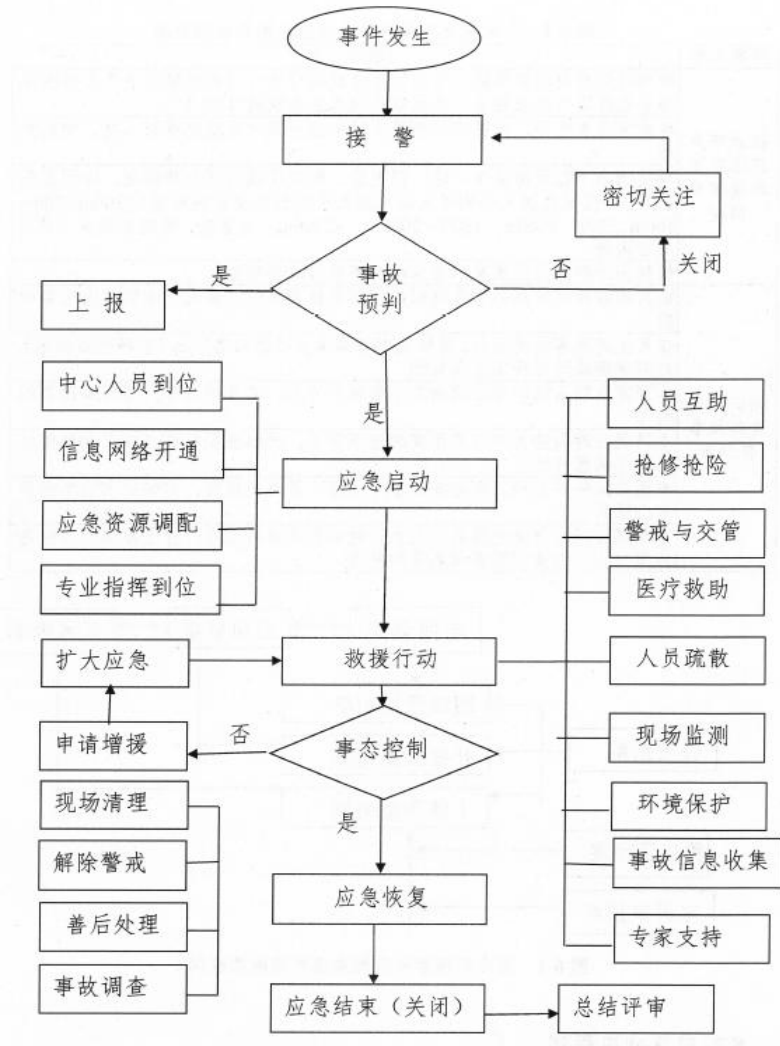 事件发生
接 警
密切关注
事故
预判
是
否
关闭
上 报
是
中心人员到位
信息网络开通
应急资源调配
专业指挥到位
应急启动
人员互助
抢修抢险
警戒与交管
医疗救助
人员疏散
现场监测
环境保护
事故信息收集
专家支持
扩大应急
救援行动
申请增援
否
事态控制
是
现场清理
解除警戒
善后处理
事故调查
应急恢复
应急结束（关闭）
总结评审